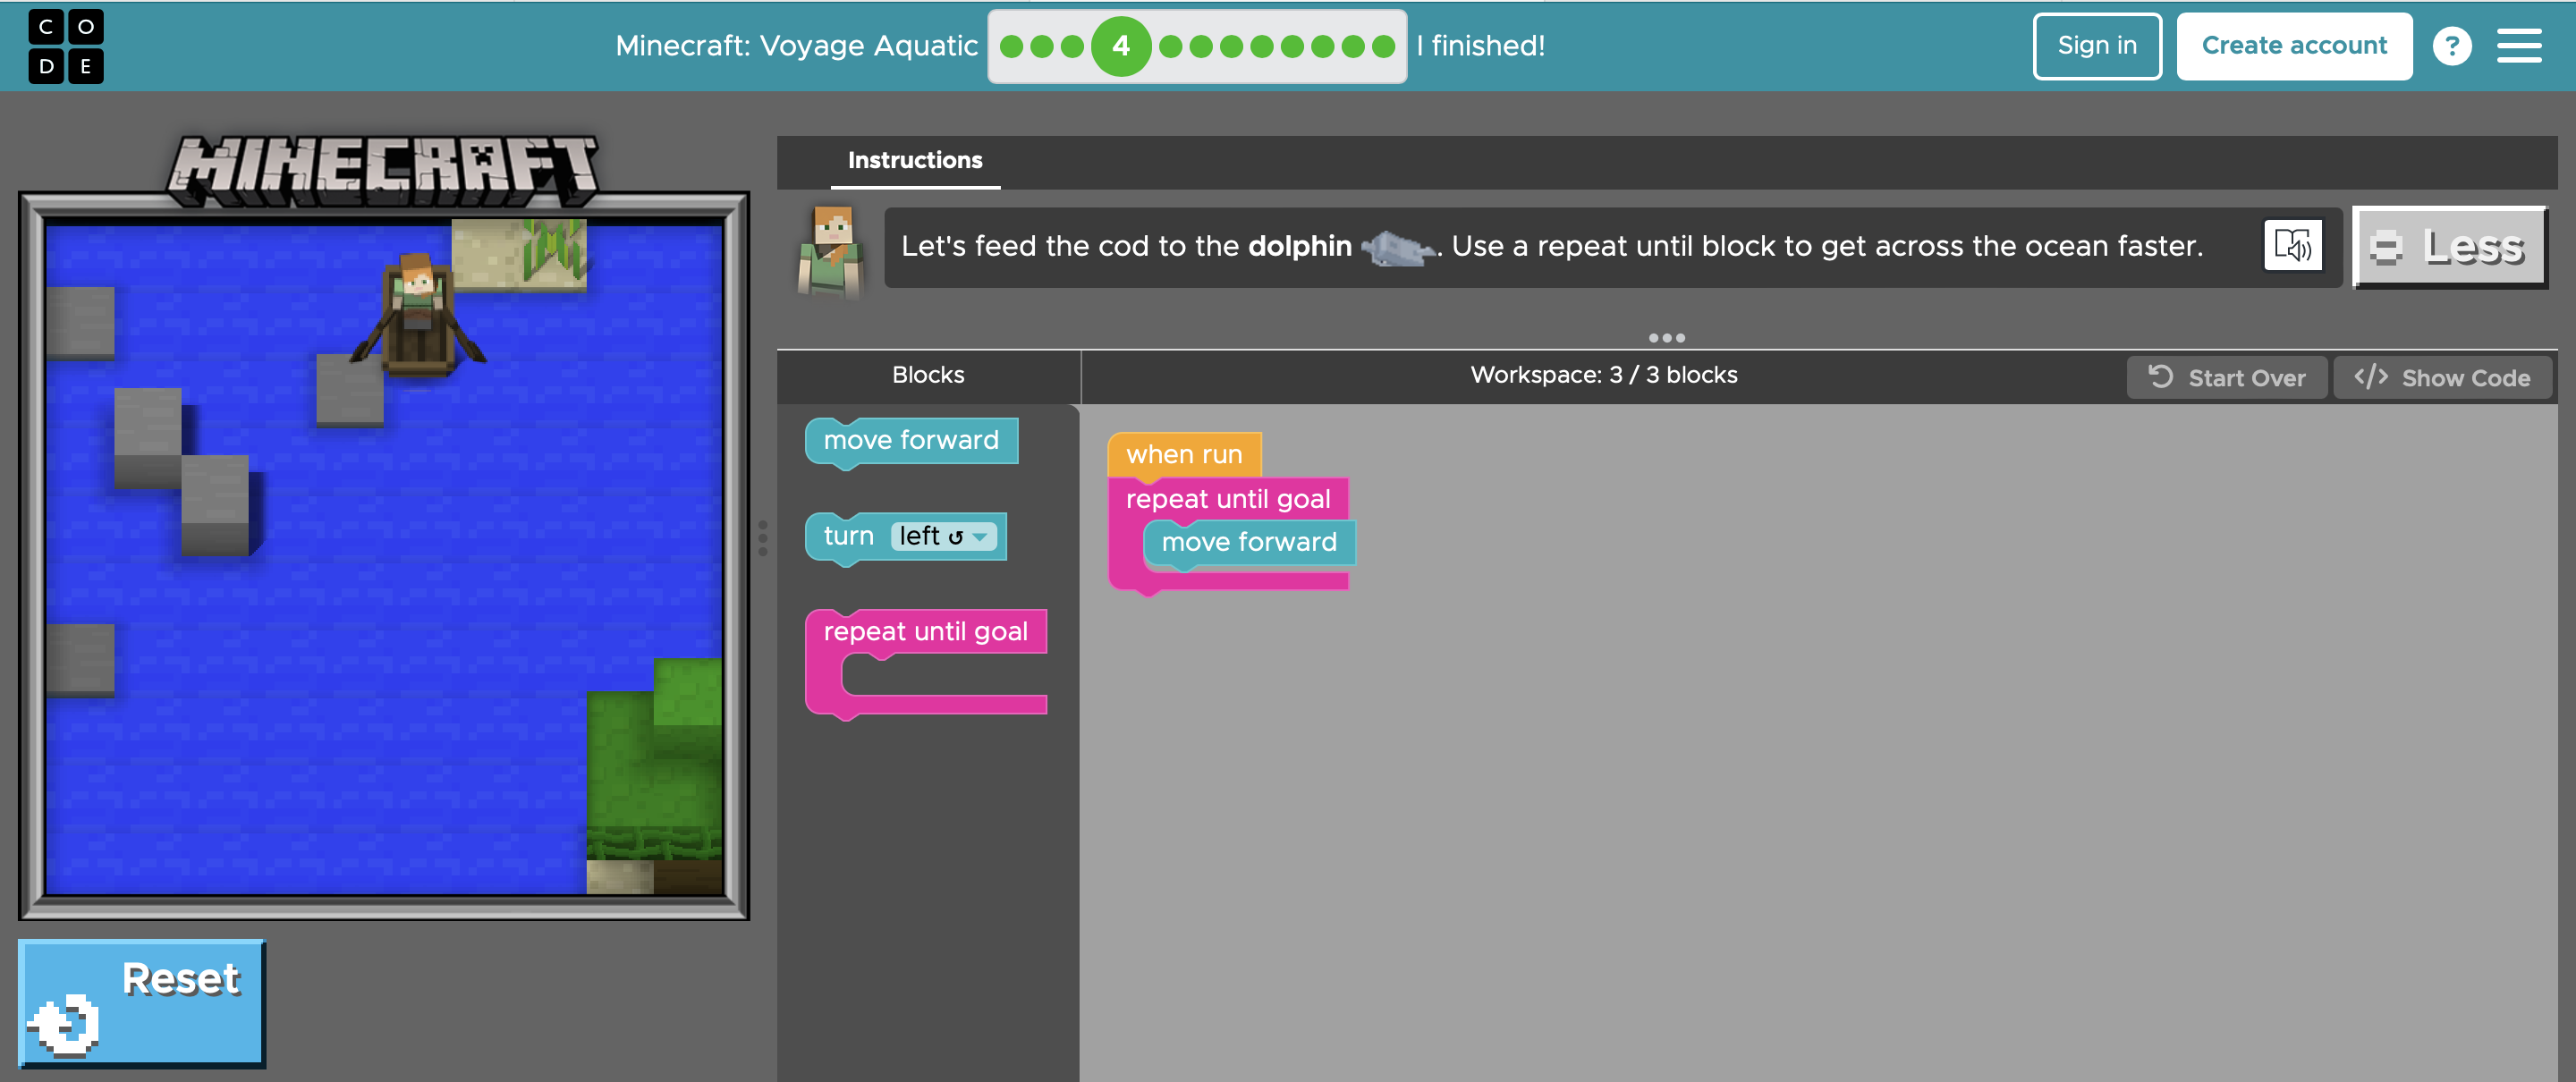 C O
D E
Minecraft: Voyage Aquatic
4
I finished!
Sign in
Create account
?
MINECRAFT
Instructions
Let's feed the cod to the dolphin . Use a repeat until block to get across the ocean faster.
Less
Blocks
Workspace: 3 / 3 blocks
Start Over
</> Show Code
move forward
turn left ↺
repeat until goal
when run
repeat until goal
move forward
Reset